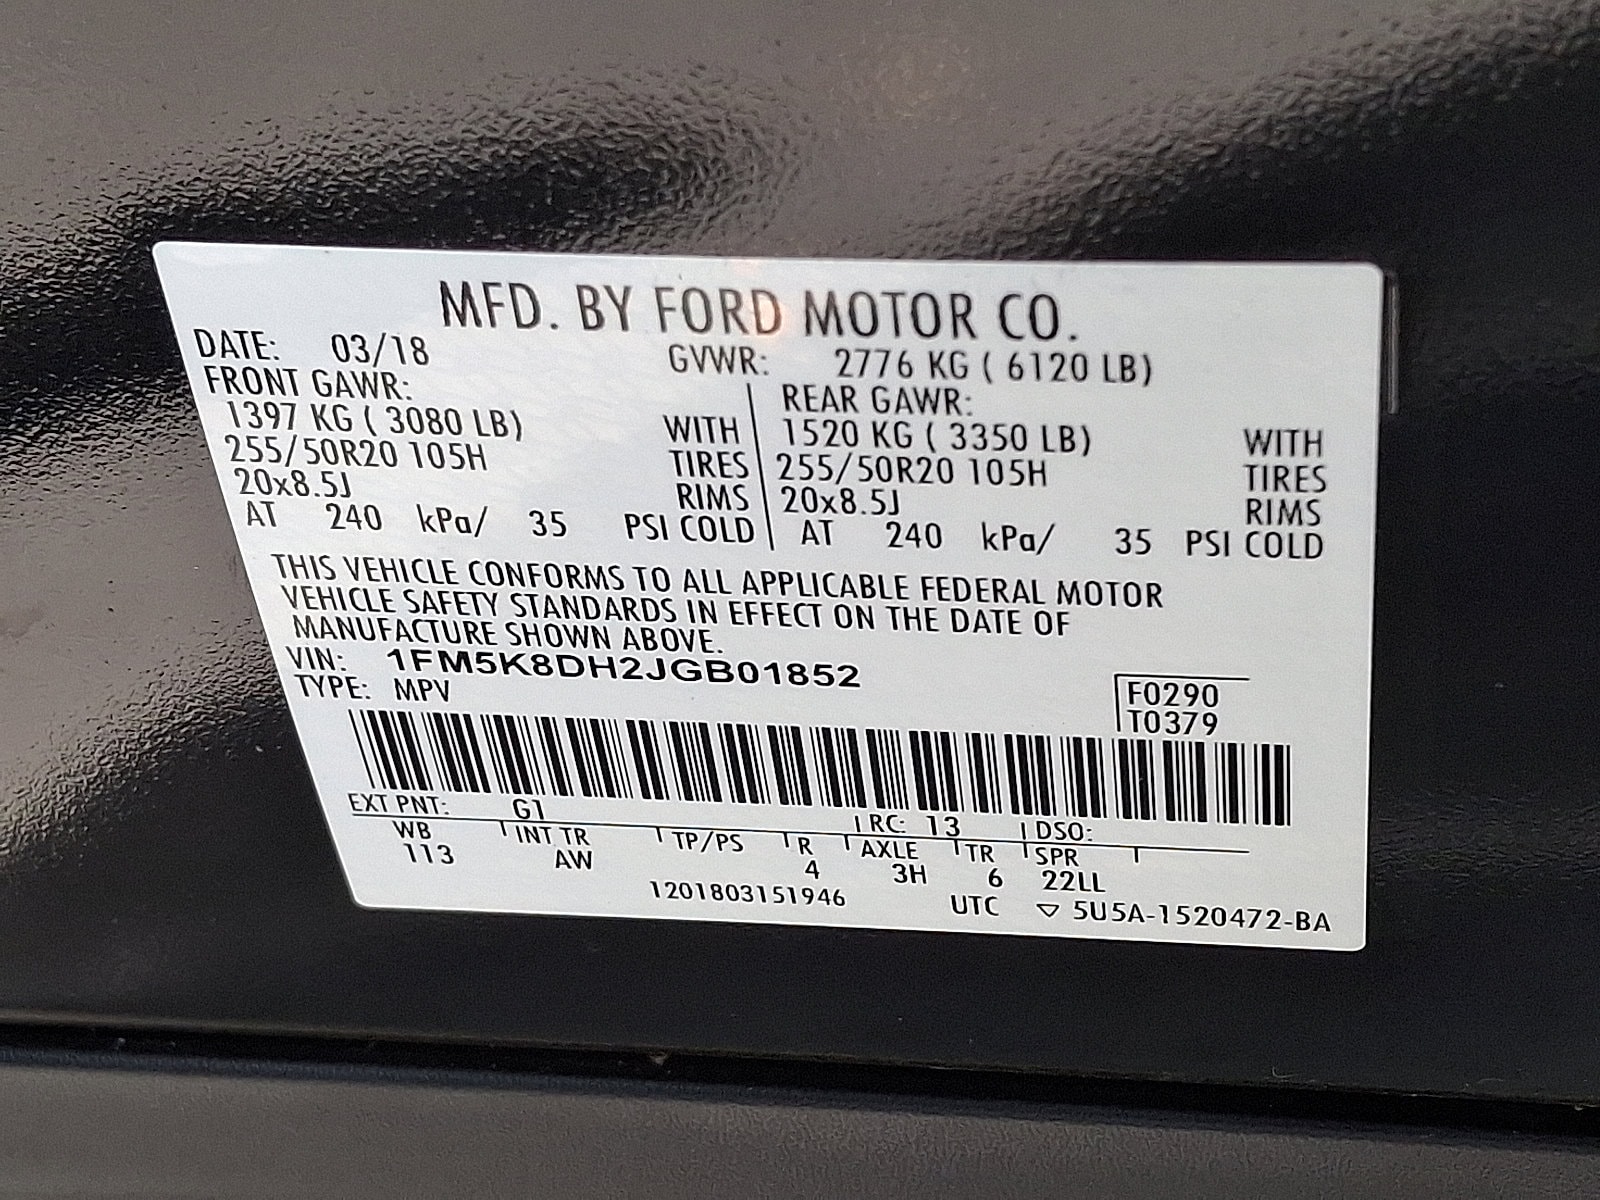 MFD. BY FORD MOTOR CO.
DATE: 03/18 GVWR: 2776 KG ( 6120 LB)
FRONT GAWR: REAR GAWR:
1397 KG ( 3080 LB) WITH 1520 KG ( 3350 LB) WITH
255/50R20 105H TIRES 255/50R20 105H TIRES
20x8.5J RIMS 20x8.5J RIMS
AT 240 kPa/ 35 PSI COLD AT 240 kPa/ 35 PSI COLD
THIS VEHICLE CONFORMS TO ALL APPLICABLE FEDERAL MOTOR
VEHICLE SAFETY STANDARDS IN EFFECT ON THE DATE OF
MANUFACTURE SHOWN ABOVE.
VIN: 1FM5K8DH2JGB01852
TYPE: MPV F0290
T0379
EXT PNT: G1 RC: 13 DSO:
WB INT TR TP/PS R AXLE TR SPR
113 AW 4 3H 6 22LL
1201803151946 UTC ▽ 5U5A-1520472-BA